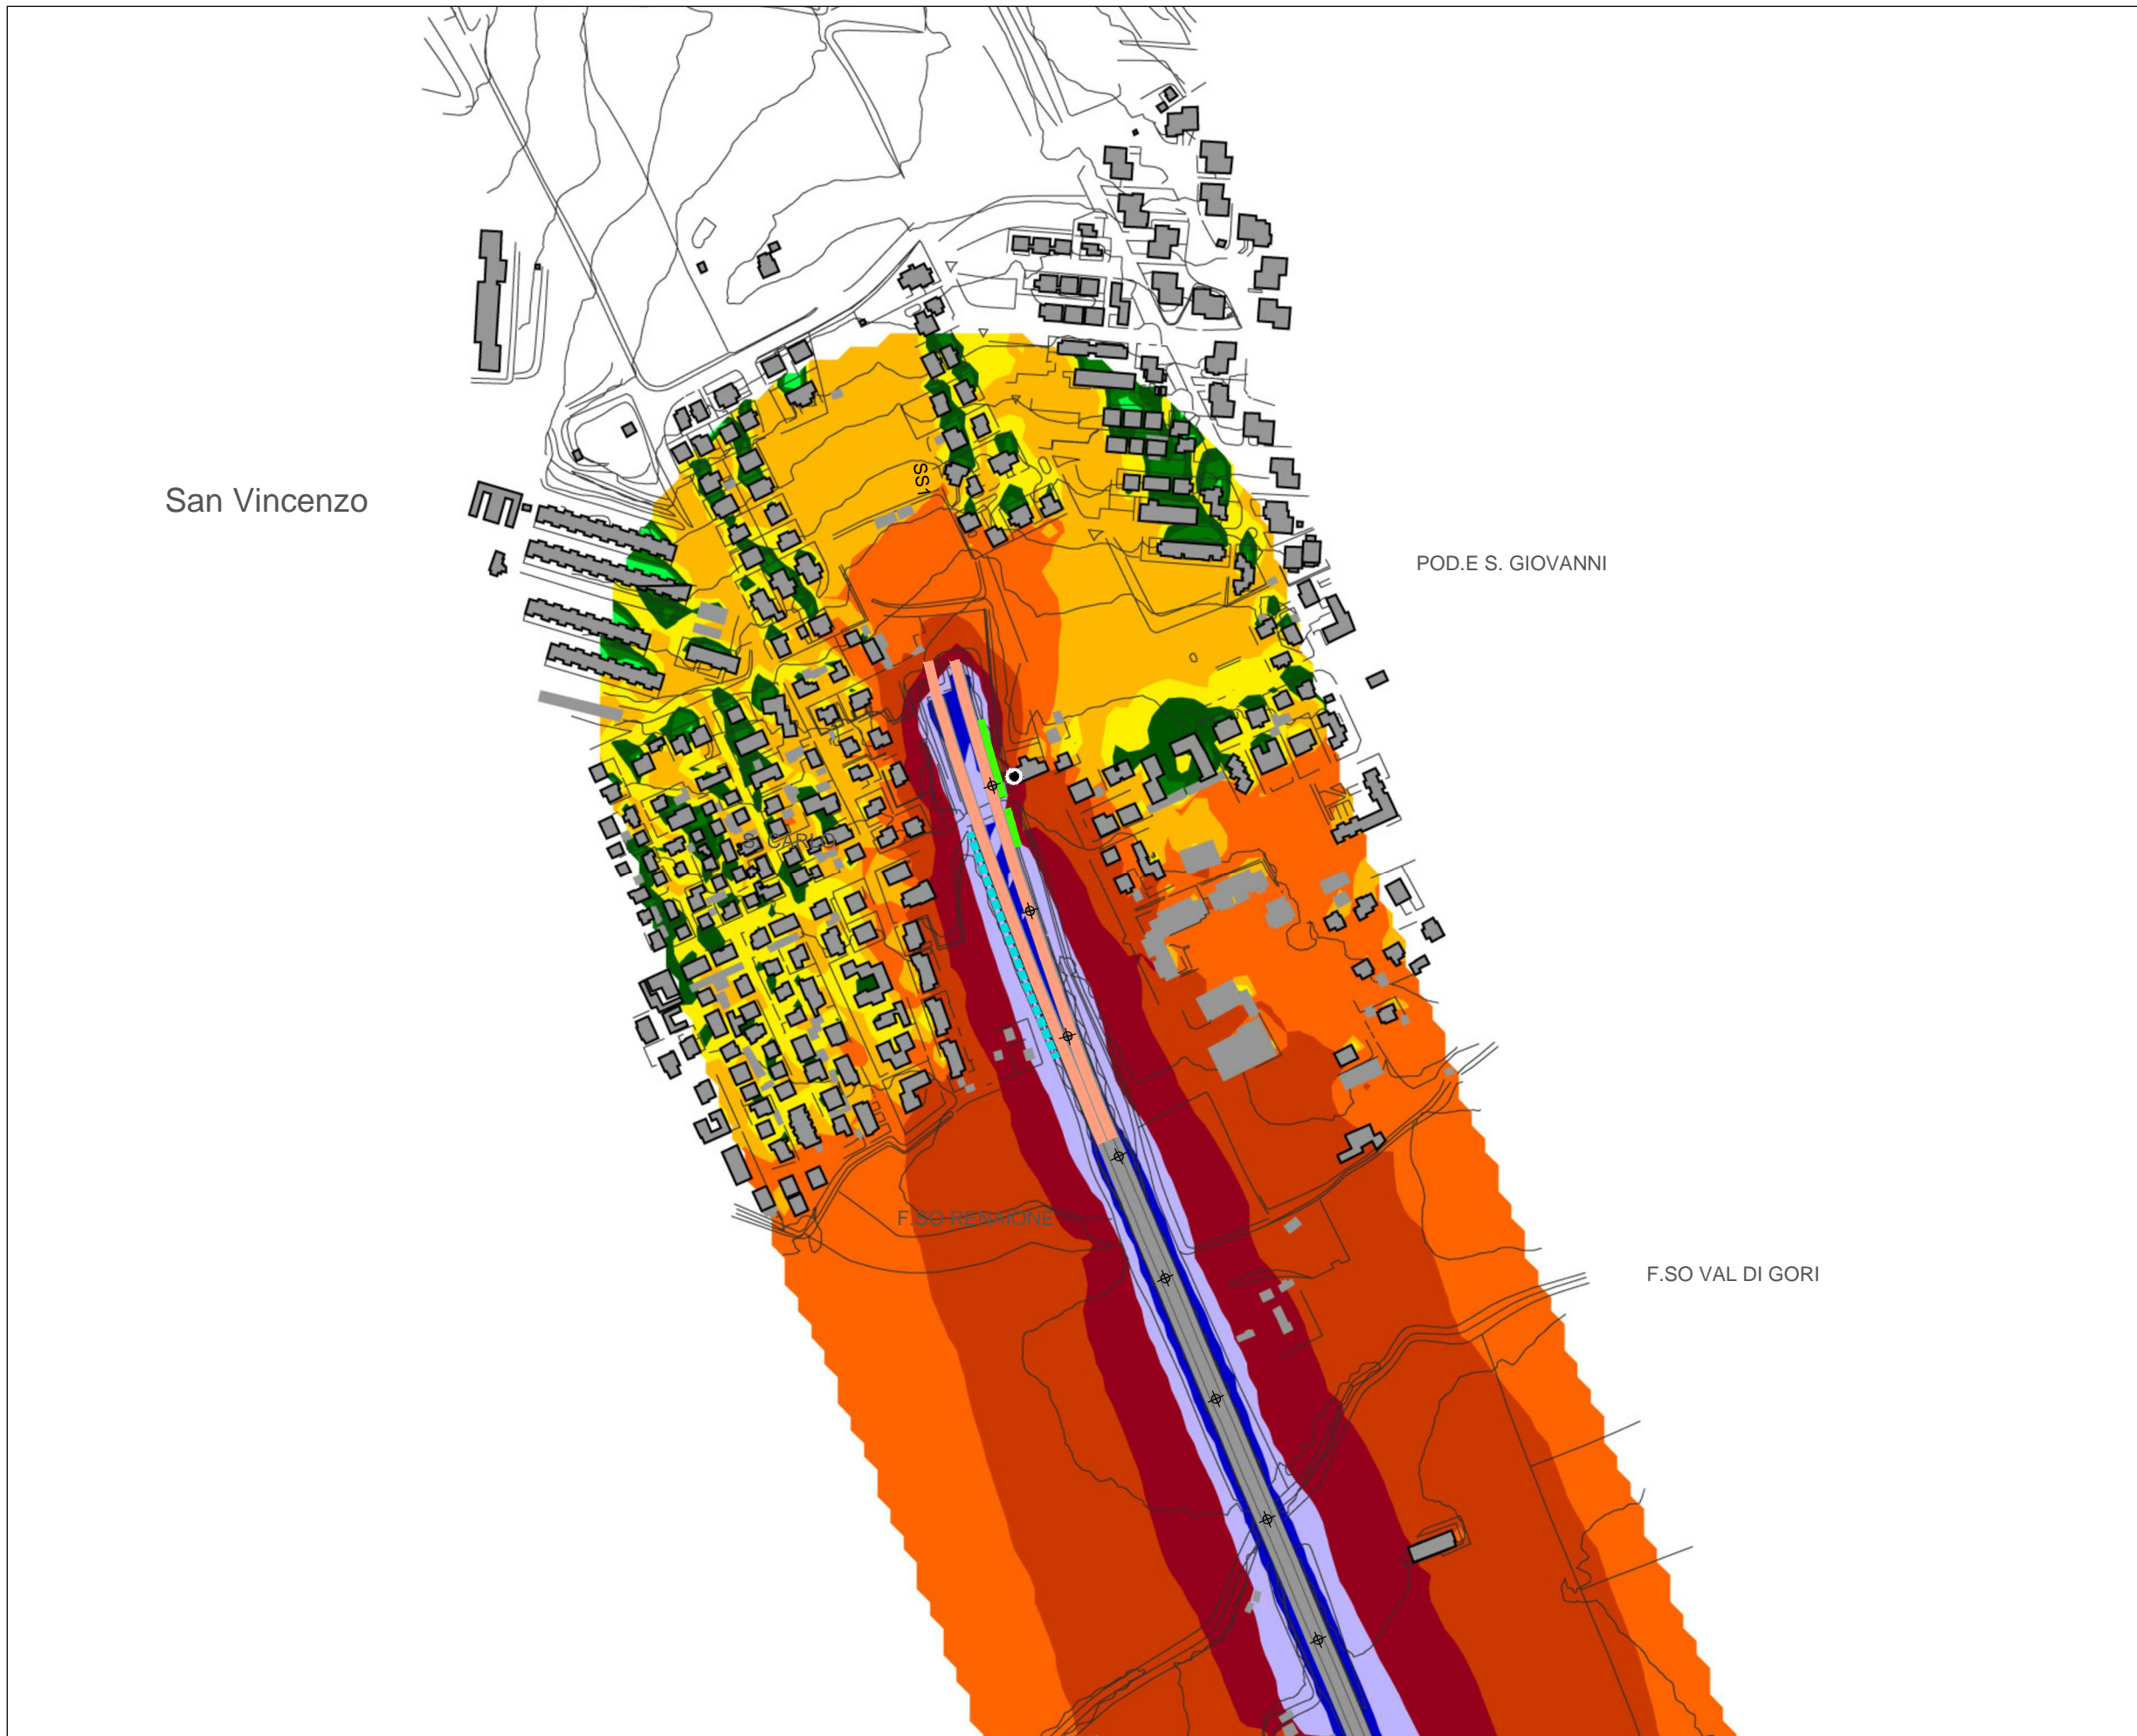 SS1
San Vincenzo
POD.E S. GIOVANNI
S. CARLO
F.SO RENAIONE
F.SO VAL DI GORI